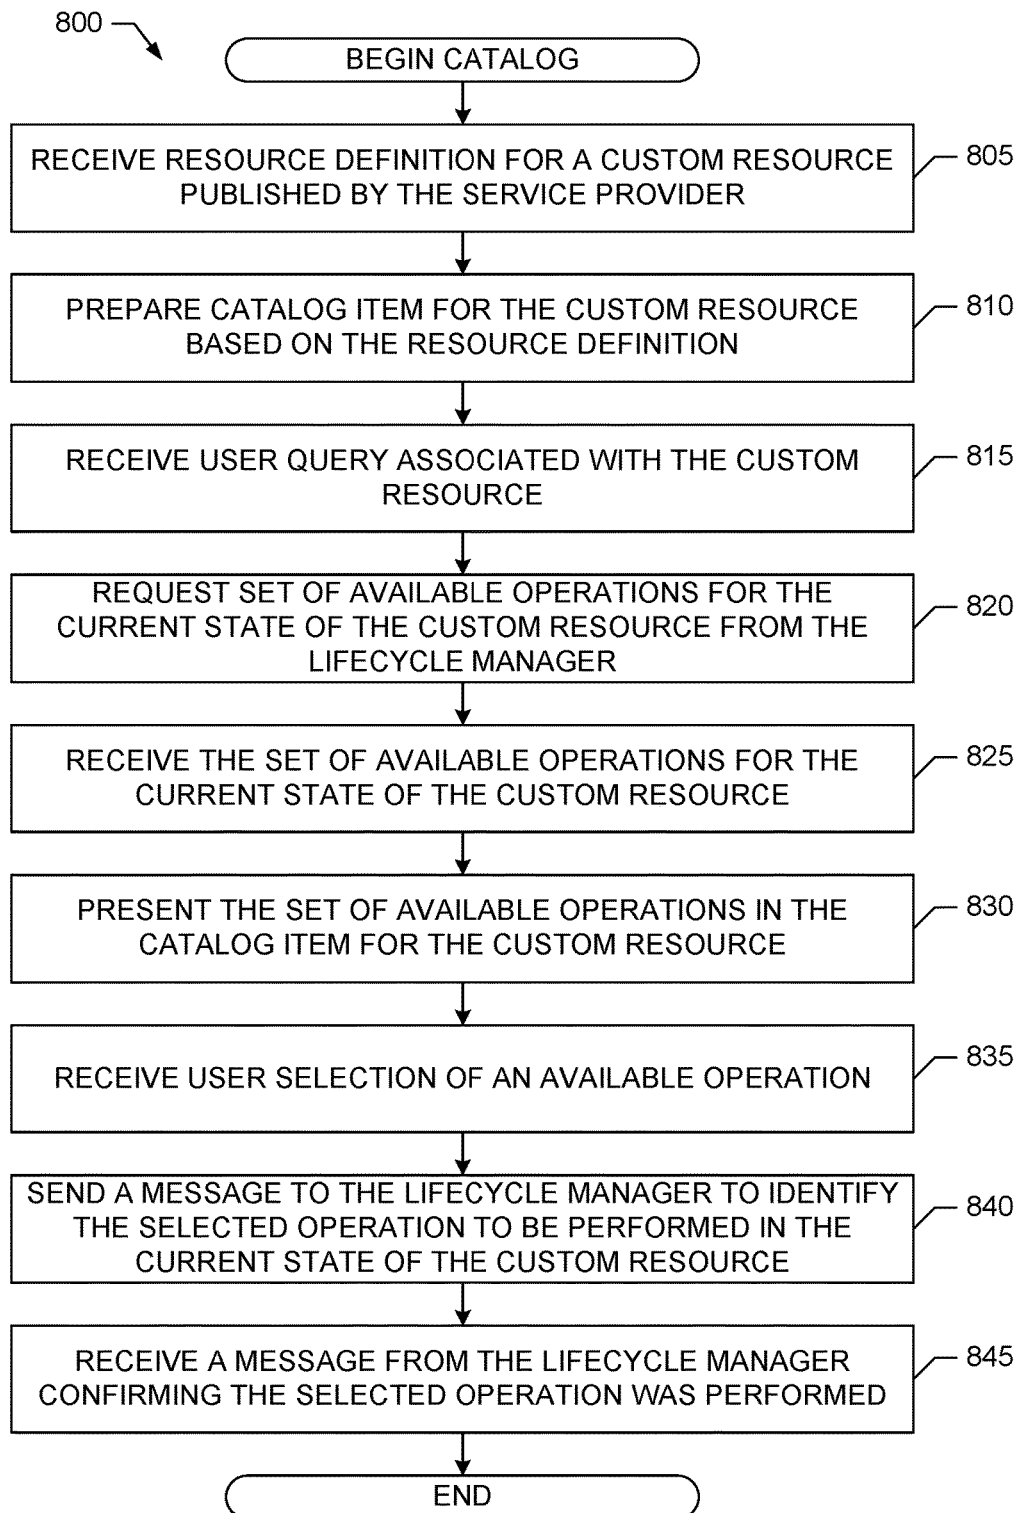 800
BEGIN CATALOG
RECEIVE RESOURCE DEFINITION FOR A CUSTOM RESOURCE
PUBLISHED BY THE SERVICE PROVIDER
805
PREPARE CATALOG ITEM FOR THE CUSTOM RESOURCE
BASED ON THE RESOURCE DEFINITION
810
RECEIVE USER QUERY ASSOCIATED WITH THE CUSTOM
RESOURCE
815
REQUEST SET OF AVAILABLE OPERATIONS FOR THE
CURRENT STATE OF THE CUSTOM RESOURCE FROM THE
LIFECYCLE MANAGER
820
RECEIVE THE SET OF AVAILABLE OPERATIONS FOR THE
CURRENT STATE OF THE CUSTOM RESOURCE
825
PRESENT THE SET OF AVAILABLE OPERATIONS IN THE
CATALOG ITEM FOR THE CUSTOM RESOURCE
830
RECEIVE USER SELECTION OF AN AVAILABLE OPERATION
835
SEND A MESSAGE TO THE LIFECYCLE MANAGER TO IDENTIFY
THE SELECTED OPERATION TO BE PERFORMED IN THE
CURRENT STATE OF THE CUSTOM RESOURCE
840
RECEIVE A MESSAGE FROM THE LIFECYCLE MANAGER
CONFIRMING THE SELECTED OPERATION WAS PERFORMED
845
END